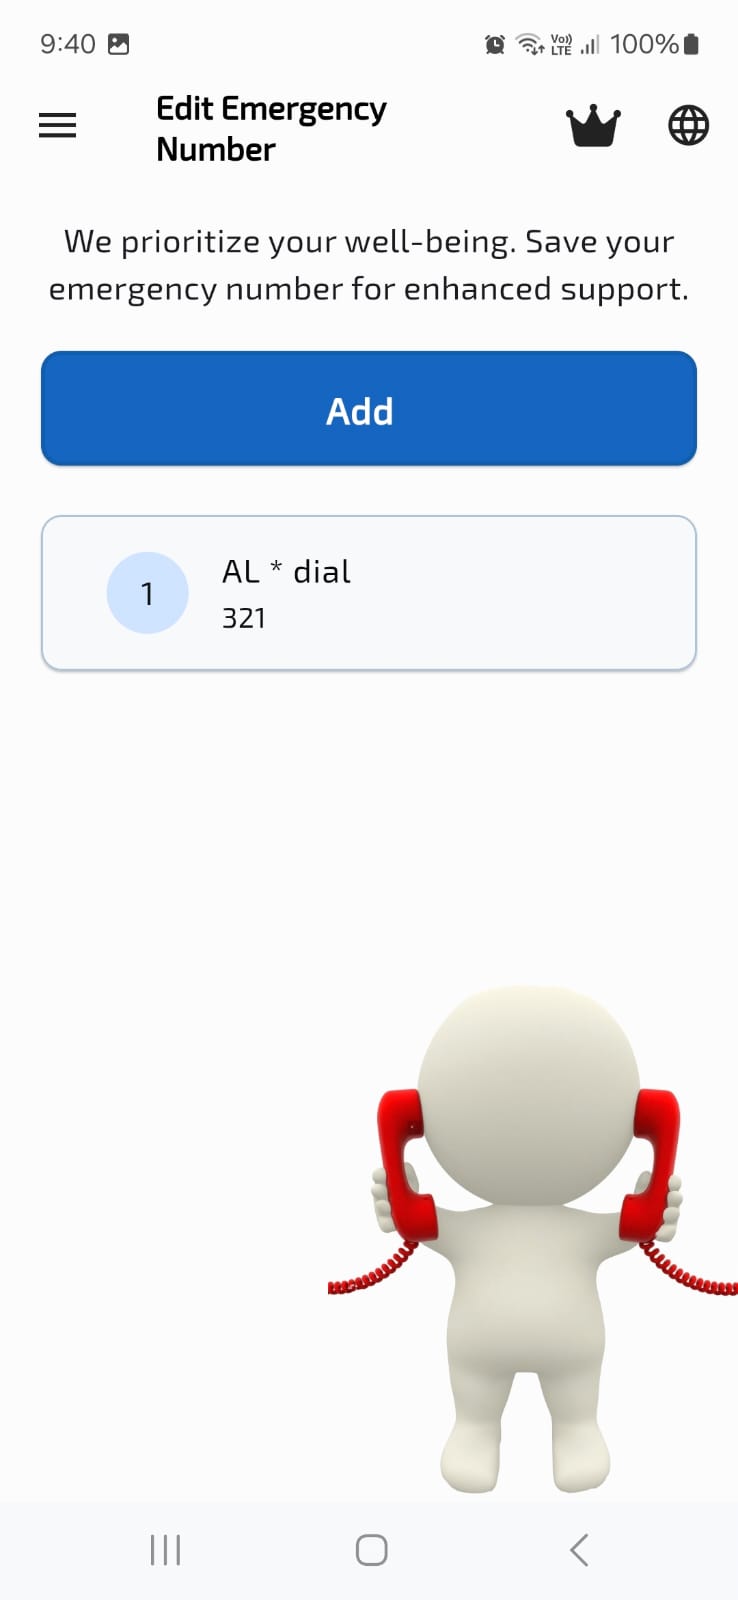 9:40
Vo)) LTE 100%
Edit Emergency
Number
We prioritize your well-being. Save your
emergency number for enhanced support.
Add
1
AL * dial
321